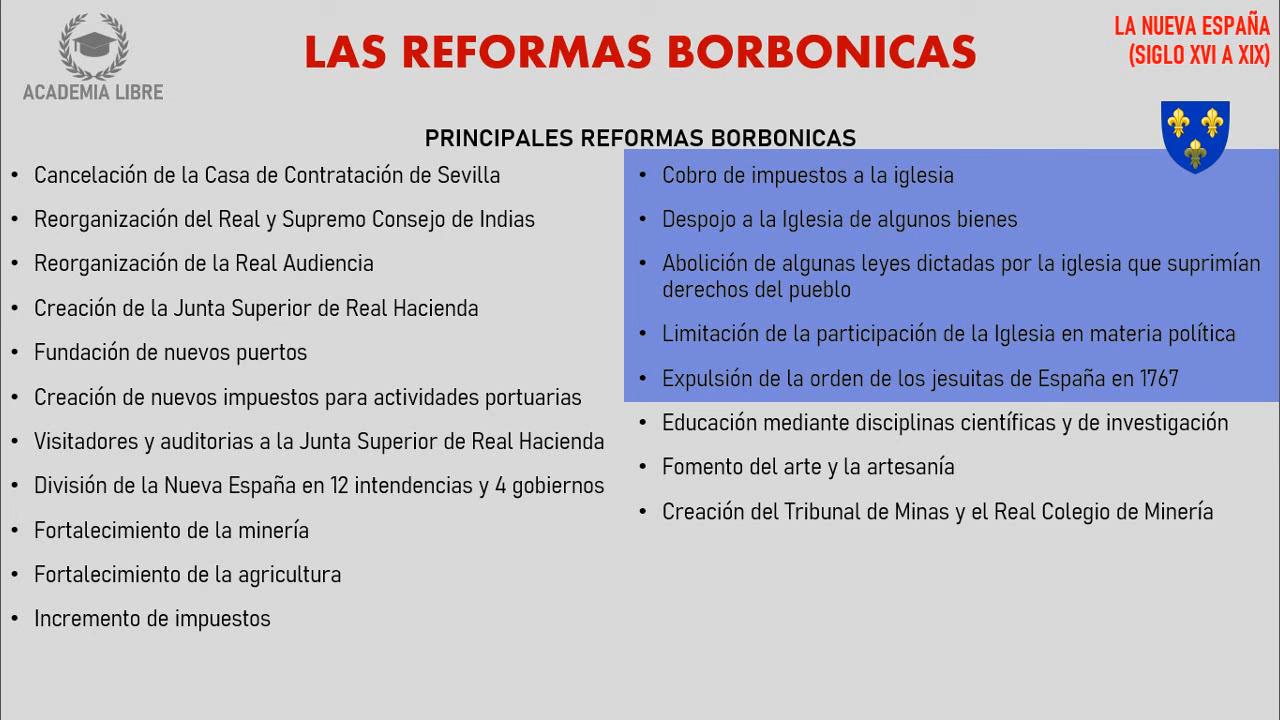 ACADEMIA LIBRE
LAS REFORMAS BORBONICAS
LA NUEVA ESPAÑA
(SIGLO XVI A XIX)
PRINCIPALES REFORMAS BORBONICAS
• Cancelación de la Casa de Contratación de Sevilla
• Reorganización del Real y Supremo Consejo de Indias
• Reorganización de la Real Audiencia
• Creación de la Junta Superior de Real Hacienda
• Fundación de nuevos puertos
• Creación de nuevos impuestos para actividades portuarias
• Visitadores y auditorias a la Junta Superior de Real Hacienda
• División de la Nueva España en 12 intendencias y 4 gobiernos
• Fortalecimiento de la minería
• Fortalecimiento de la agricultura
• Incremento de impuestos
• Cobro de impuestos a la iglesia
• Despojo a la Iglesia de algunos bienes
• Abolición de algunas leyes dictadas por la iglesia que suprimían
derechos del pueblo
• Limitación de la participación de la Iglesia en materia política
• Expulsión de la orden de los jesuitas de España en 1767
• Educación mediante disciplinas científicas y de investigación
• Fomento del arte y la artesanía
• Creación del Tribunal de Minas y el Real Colegio de Minería